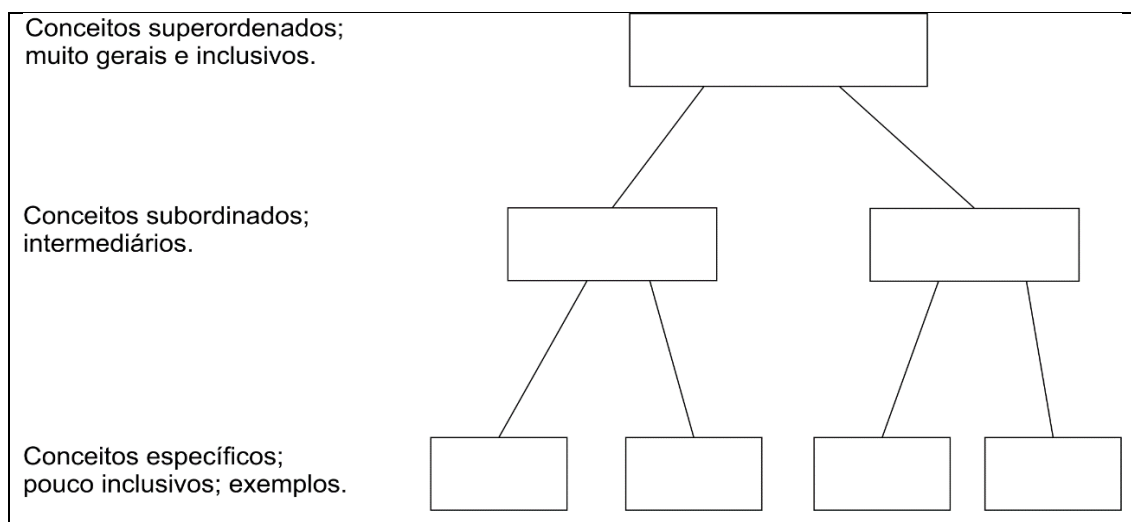 Conceitos superordenados;
muito gerais e inclusivos.
Conceitos subordinados;
intermediários.
Conceitos específicos;
pouco inclusivos; exemplos.